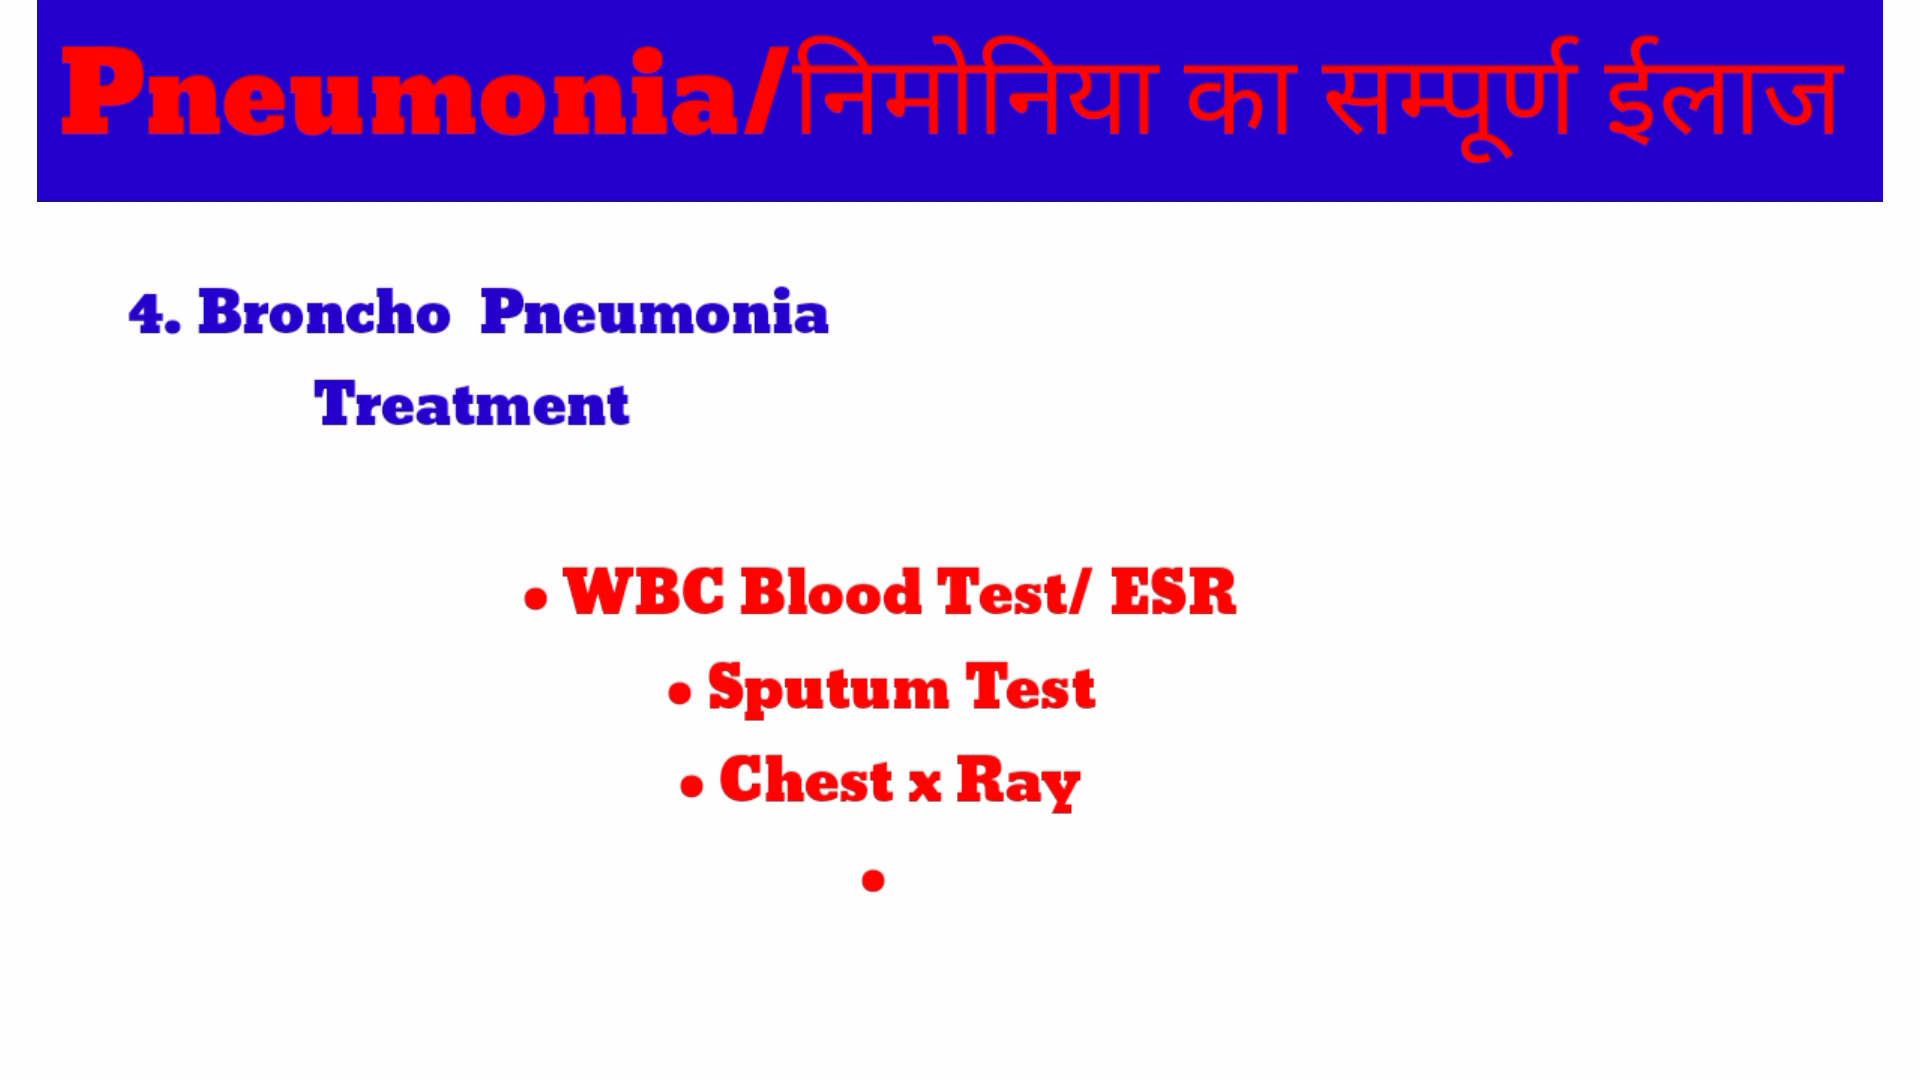 Pneumonia/निमोनिया का सम्पूर्ण ईलाज
4. Broncho Pneumonia
Treatment
• WBC Blood Test/ ESR
• Sputum Test
• Chest x Ray
•